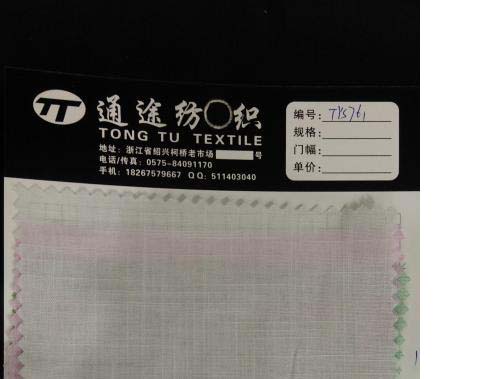 TT
通途纺织
TONG TU TEXTILE
地址：浙江省绍兴柯桥老市场 号
电话/传真：0575-84091170
手机：18267579667 QQ：511403040
编号：
规格：
门幅：
单价：